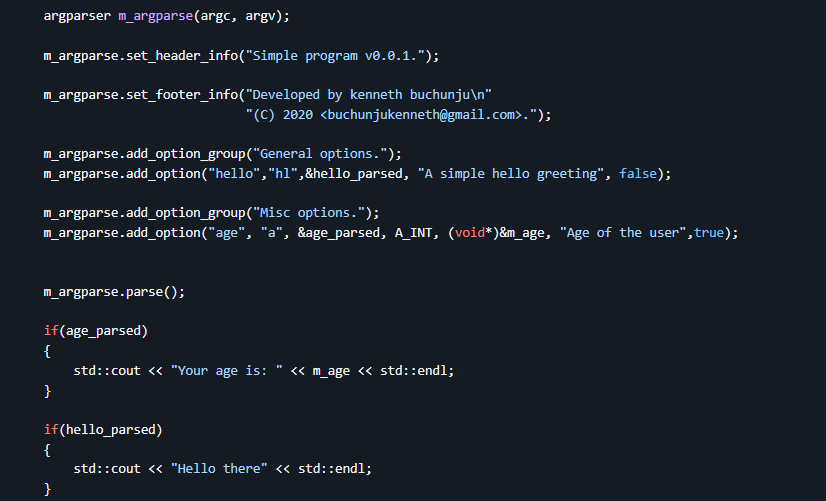 argparser m_argparse(argc, argv);
m_argparse.set_header_info("Simple program v0.0.1.");
m_argparse.set_footer_info("Developed by kenneth buchunju\n"
"(C) 2020 <buchunjukenneth@gmail.com>.");
m_argparse.add_option_group("General options.");
m_argparse.add_option("hello","hl",&hello_parsed, "A simple hello greeting", false);
m_argparse.add_option_group("Misc options.");
m_argparse.add_option("age", "a", &age_parsed, A_INT, (void*)&m_age, "Age of the user",true);
m_argparse.parse();
if(age_parsed)
{
std::cout << "Your age is: " << m_age << std::endl;
}
if(hello_parsed)
{
std::cout << "Hello there" << std::endl;
}